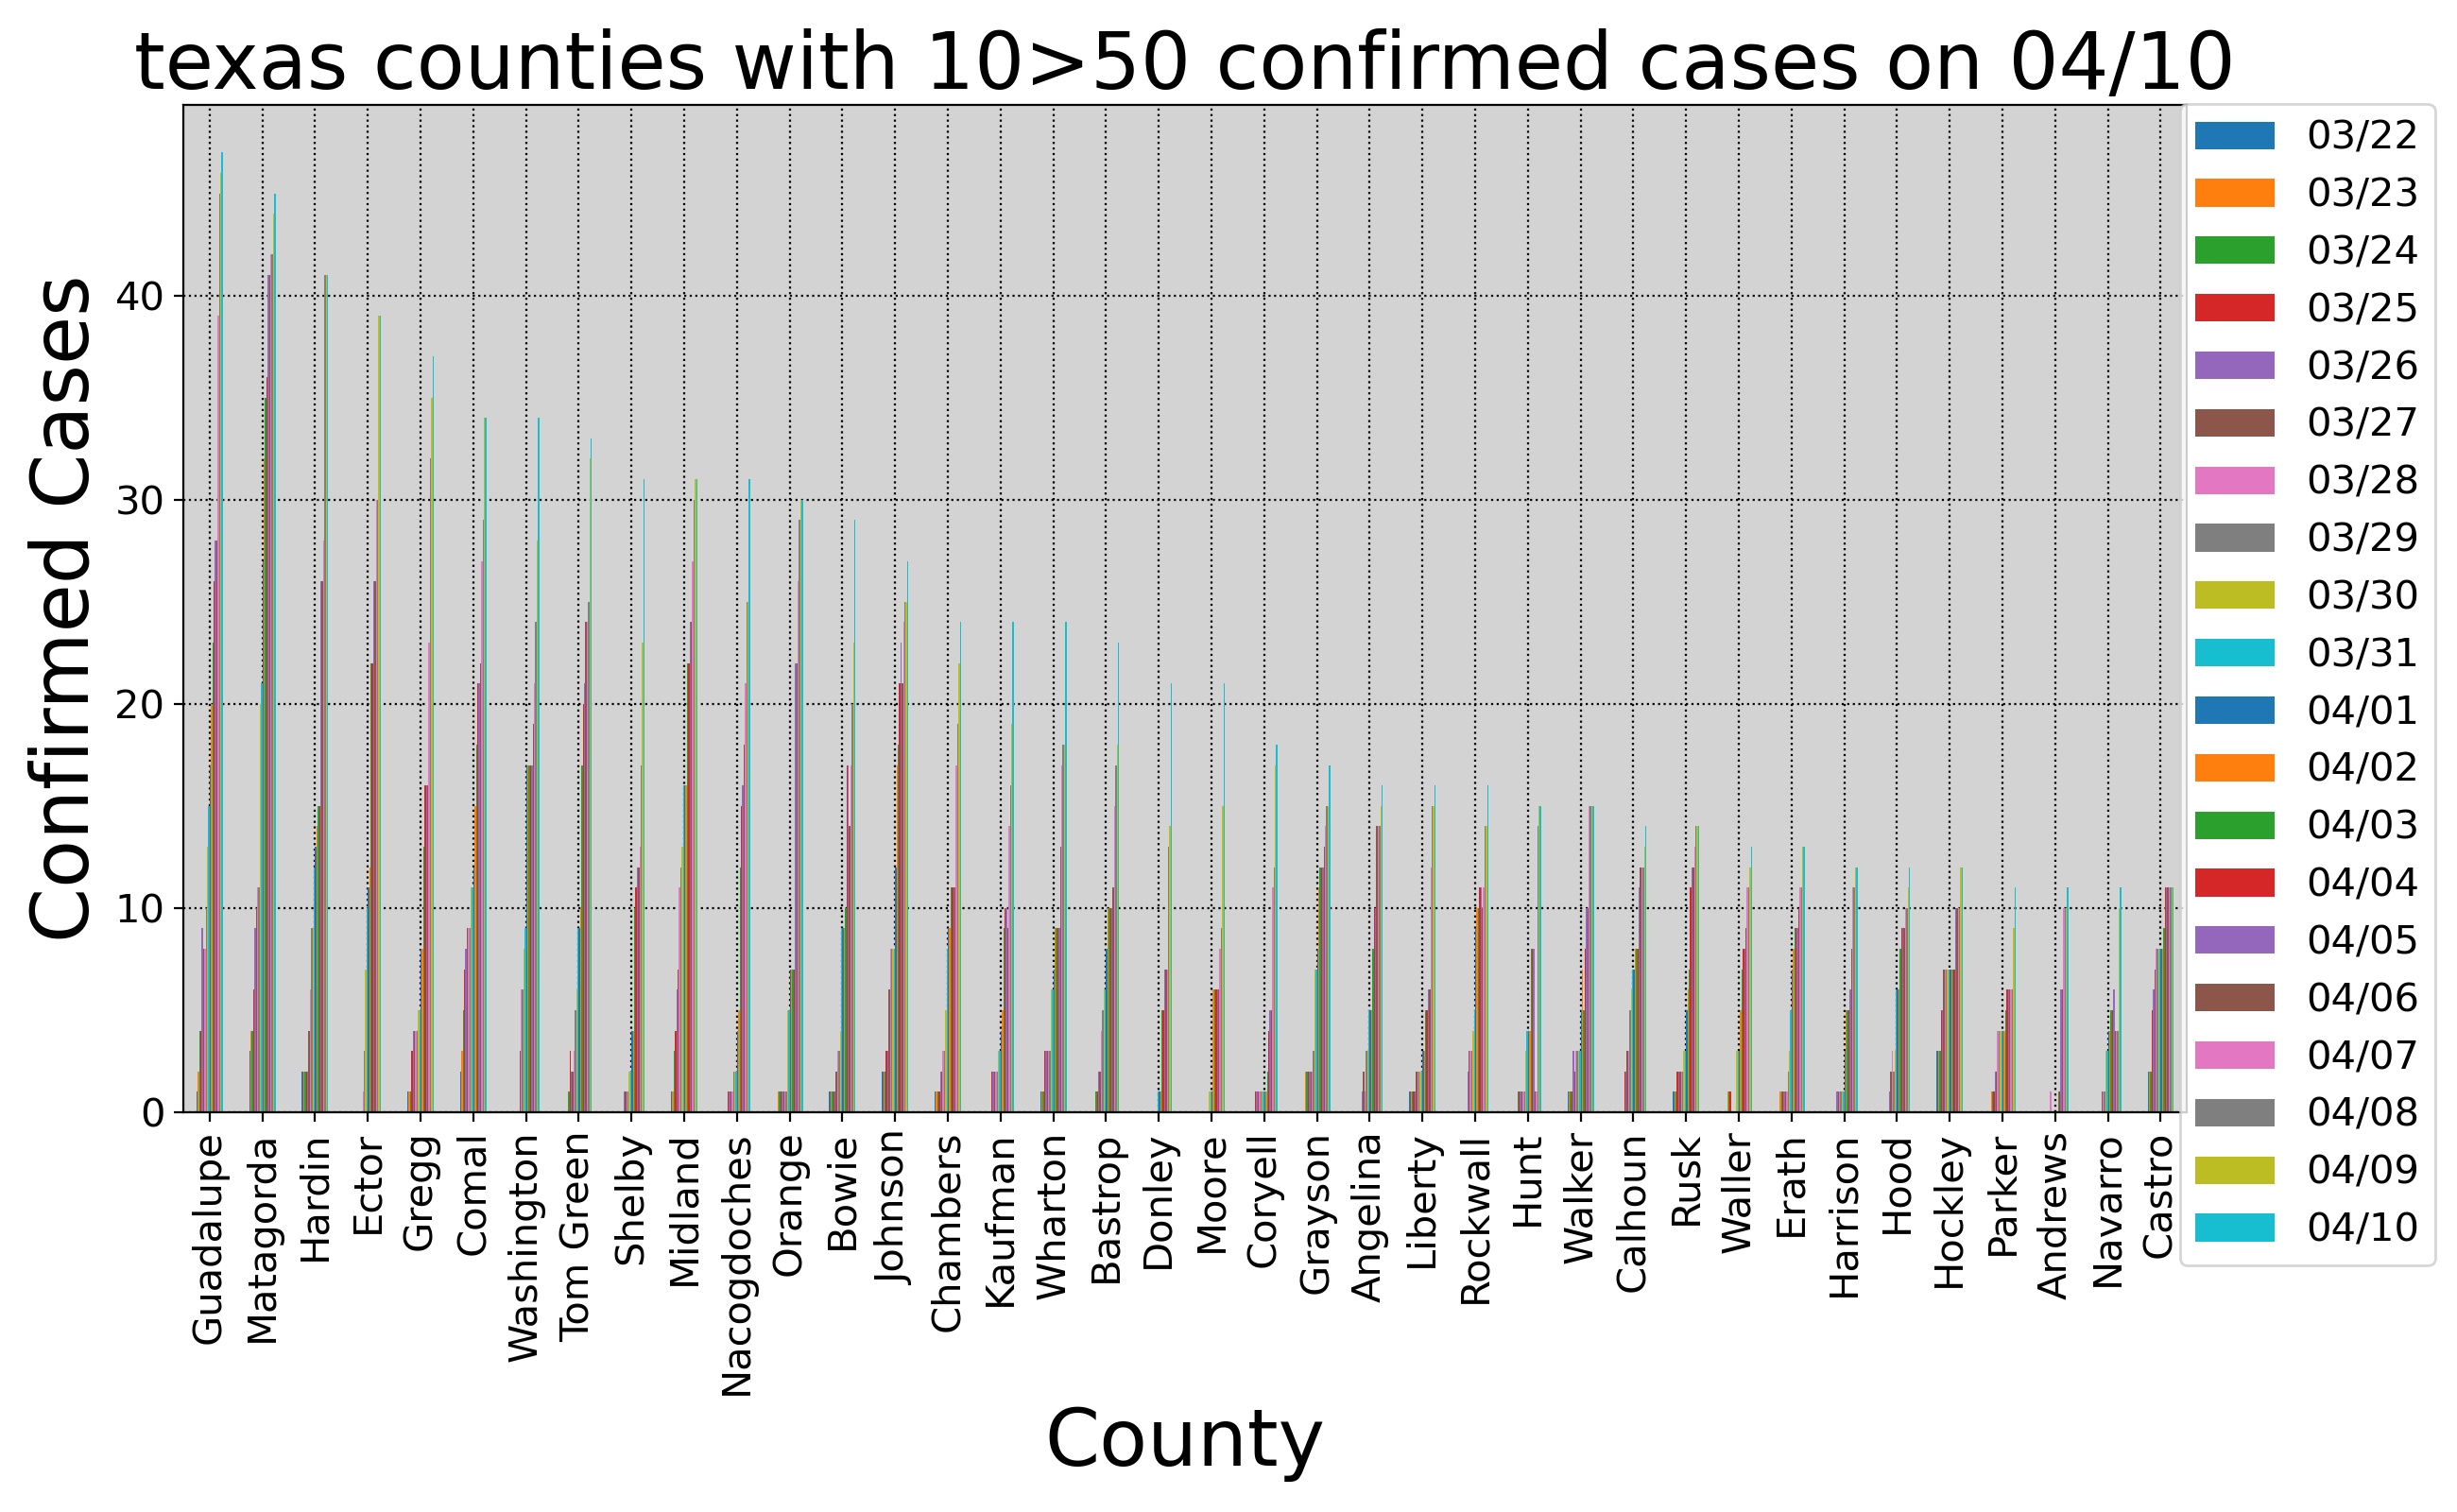 texas counties with 10>50 confirmed cases on 04/10
Confirmed Cases
40
30
20
10
0
03/22
03/23
03/24
03/25
03/26
03/27
03/28
03/29
03/30
03/31
04/01
04/02
04/03
04/04
04/05
04/06
04/07
04/08
04/09
04/10
Guadalupe
Matagorda
Hardin
Ector
Gregg
Comal
Washington
Tom Green
Shelby
Midland
Nacogdoches
Orange
Bowie
Johnson
Chambers
Kaufman
Wharton
Bastrop
Donley
Moore
Coryell
Grayson
Angelina
Liberty
Rockwall
Hunt
Walker
Calhoun
Rusk
Waller
Erath
Harrison
Hood
Hockley
Parker
Andrews
Navarro
Castro
County